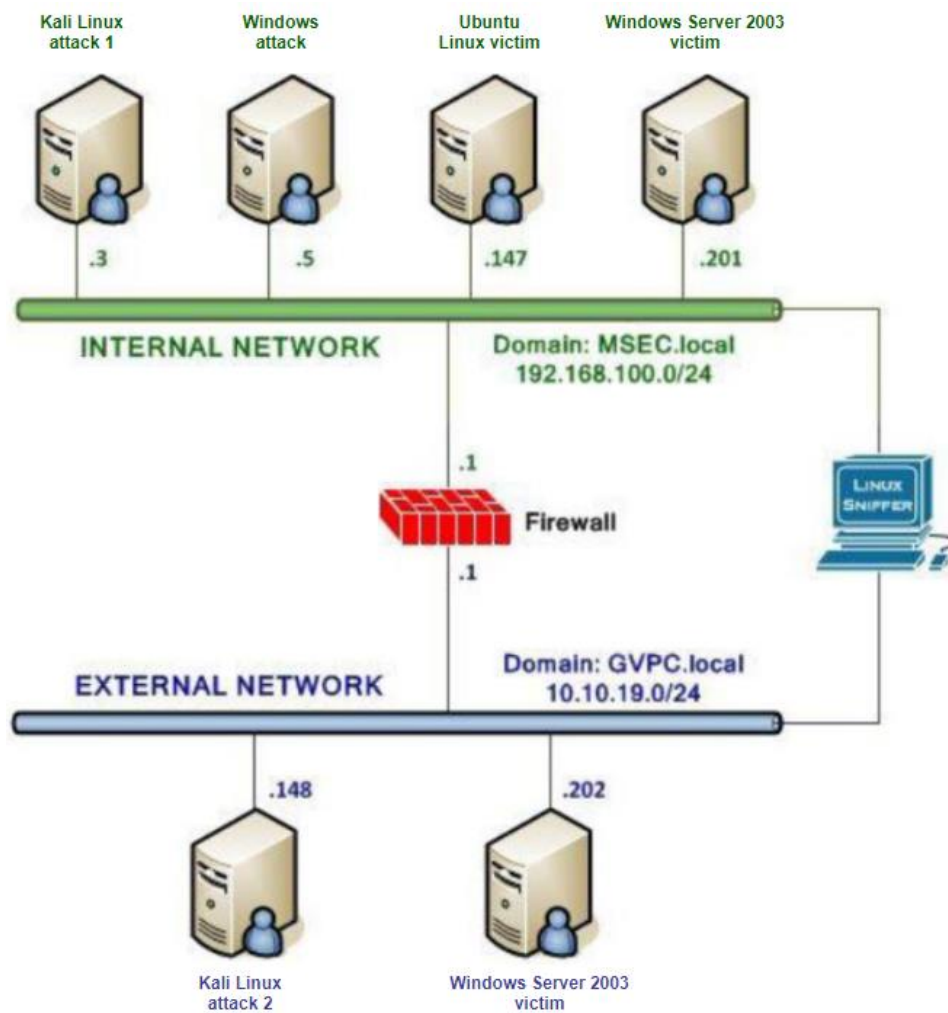 Kali Linux
attack 1
Windows
attack
Ubuntu
Linux victim
Windows Server 2003
victim
.3
.5
.147
.201
INTERNAL NETWORK
Domain: MSEC.local
192.168.100.0/24
.1
Firewall
LINUX
SNIFFER
.1
EXTERNAL NETWORK
Domain: GVPC.local
10.10.19.0/24
.148
.202
Kali Linux
attack 2
Windows Server 2003
victim